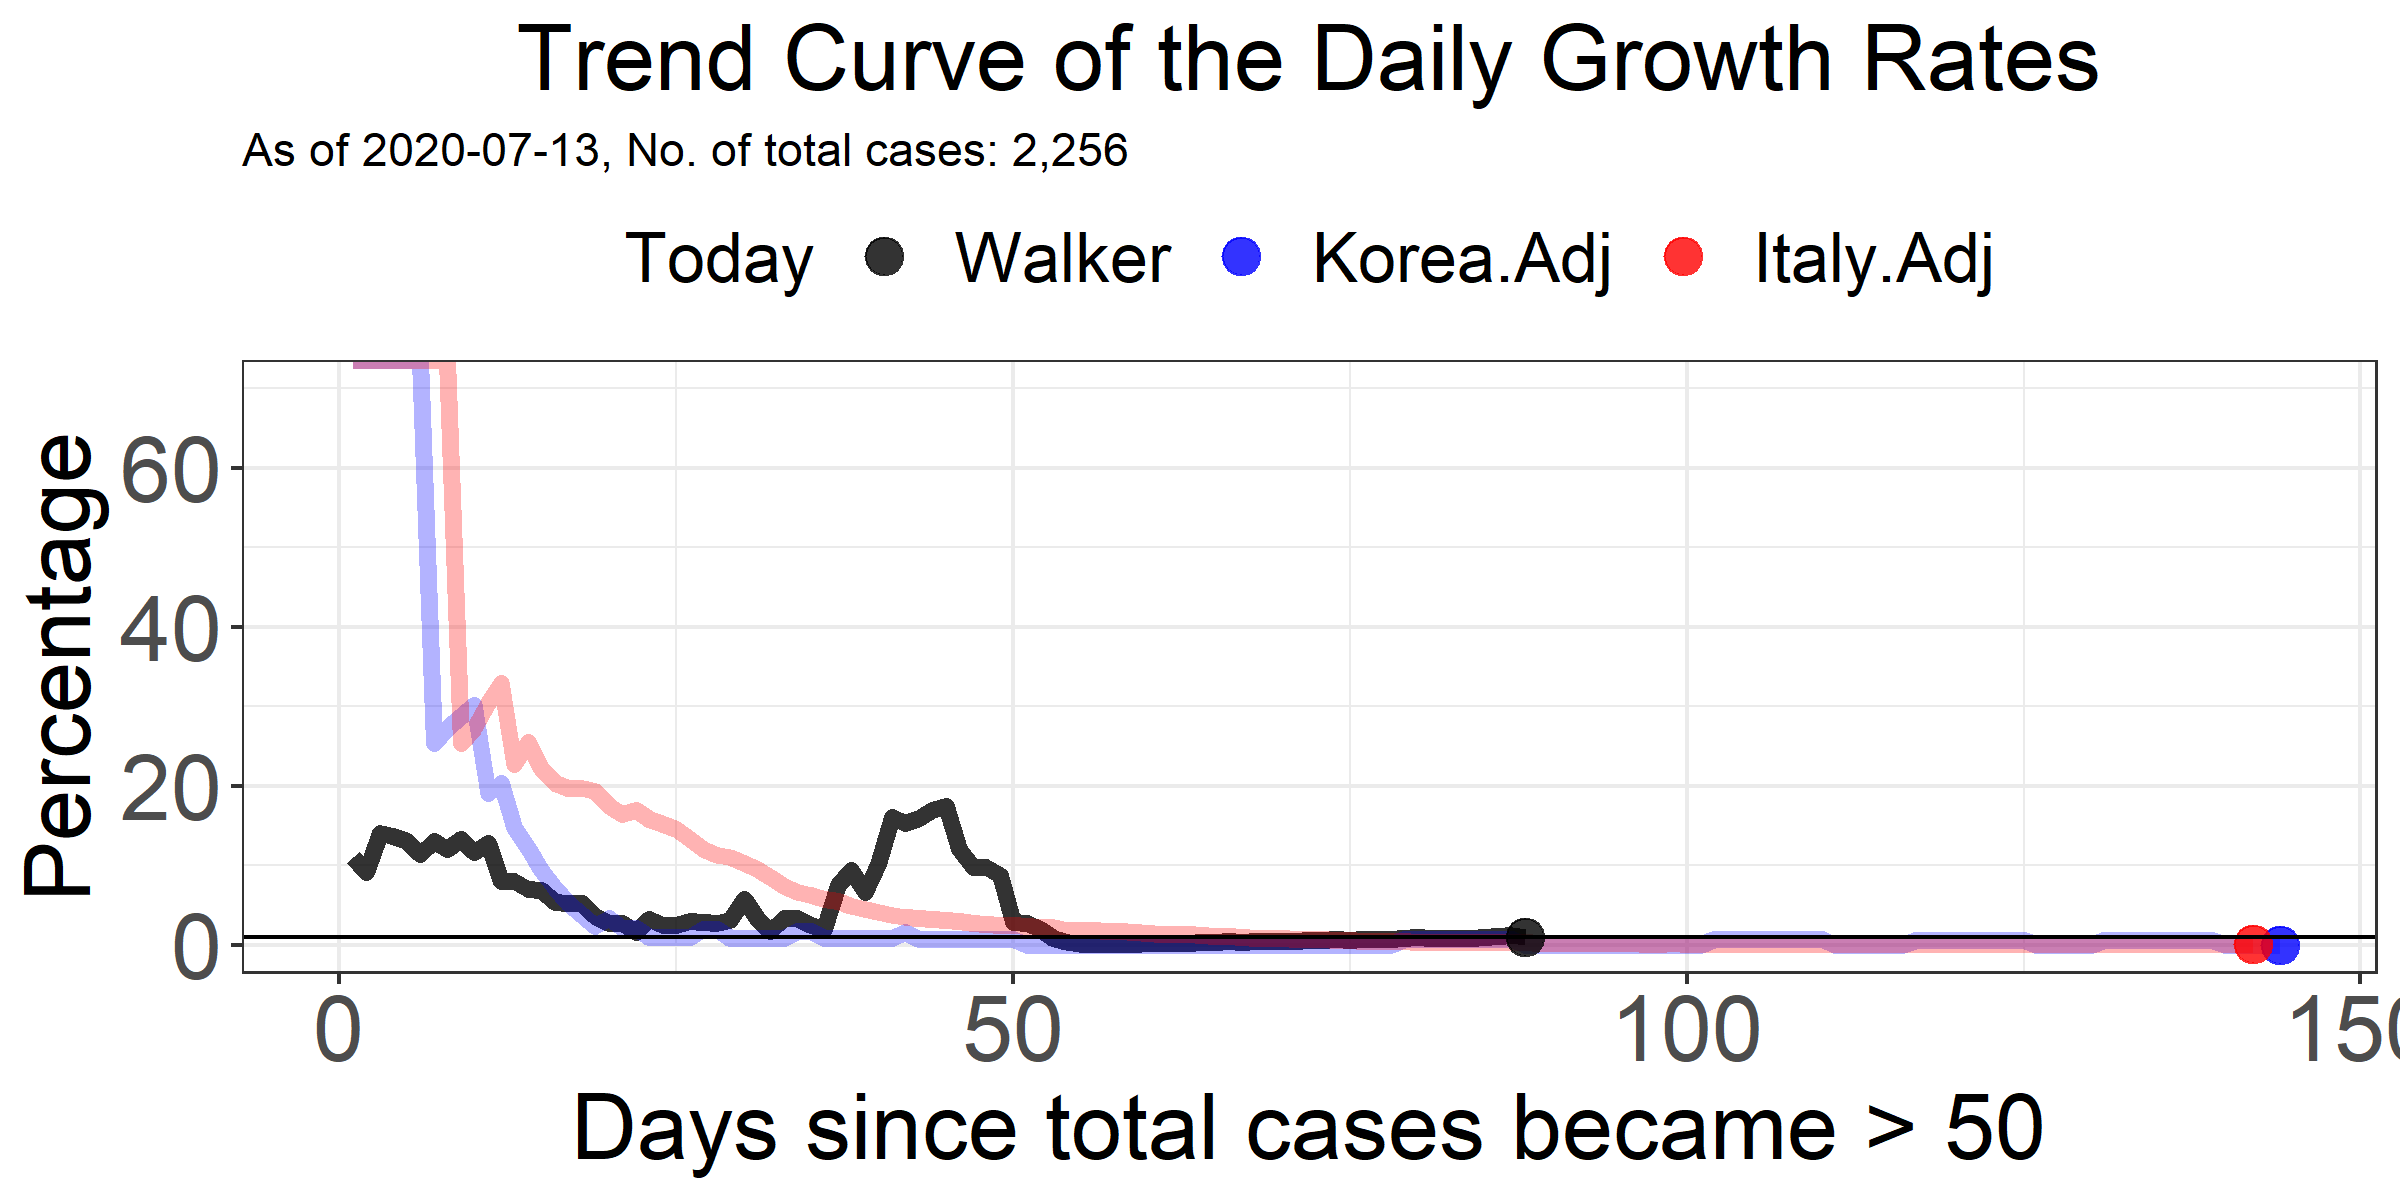 Trend Curve of the Daily Growth Rates
As of 2020-07-13, No. of total cases: 2,256
Today Walker Korea.Adj Italy.Adj
Percentage
60
40
20
0
0 50 100 150
Days since total cases became > 50